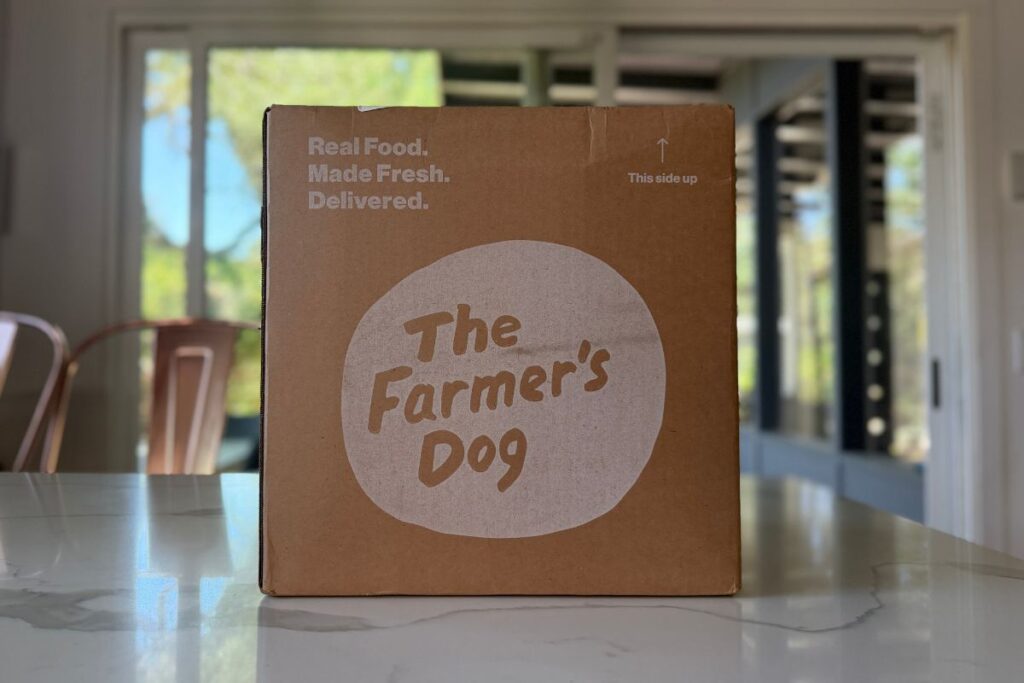 Real Food.
Made Fresh.
Delivered.
This side up
The
Farmer's
Dog